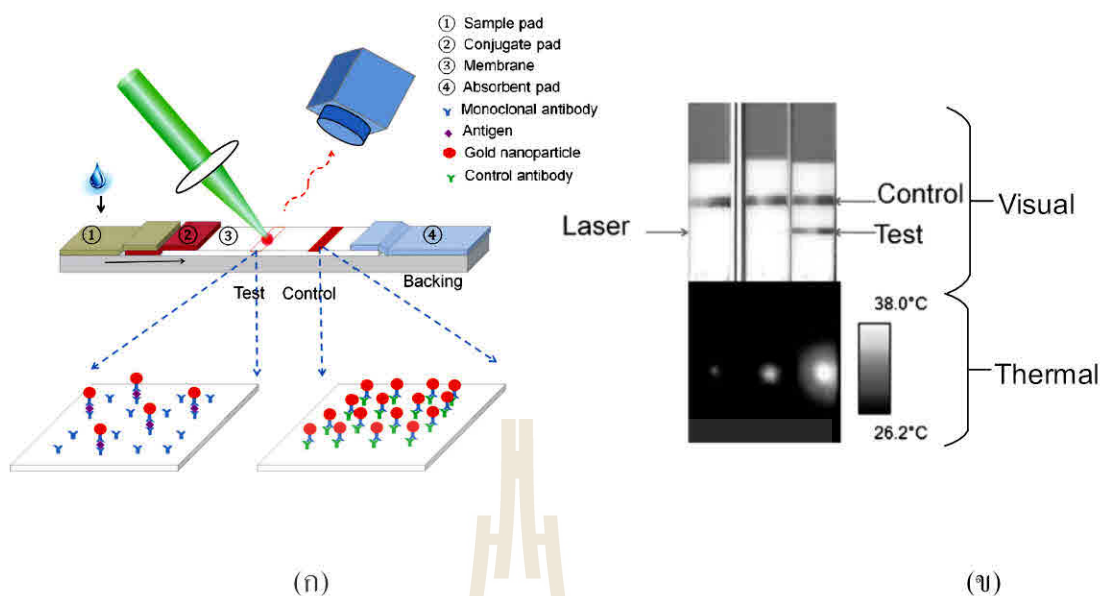 ① Sample pad
② Conjugate pad
③ Membrane
④ Absorbent pad
Monoclonal antibody
Antigen
Gold nanoparticle
Control antibody
① ② ③ ④
Backing
Test Control
(ก)
Laser
Control
Test
Visual
38.0°C
26.2°C
Thermal
(ข)